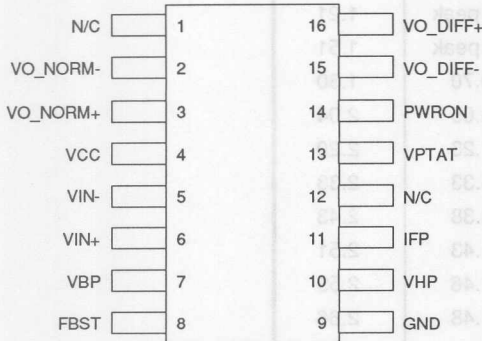 N/C 1 16 VO_DIFF+
VO_NORM- 2 15 VO_DIFF-
VO_NORM+ 3 14 PWRON
VCC 4 13 VPTAT
VIN- 5 12 N/C
VIN+ 6 11 IFP
VBP 7 10 VHP
FBST 8 9 GND